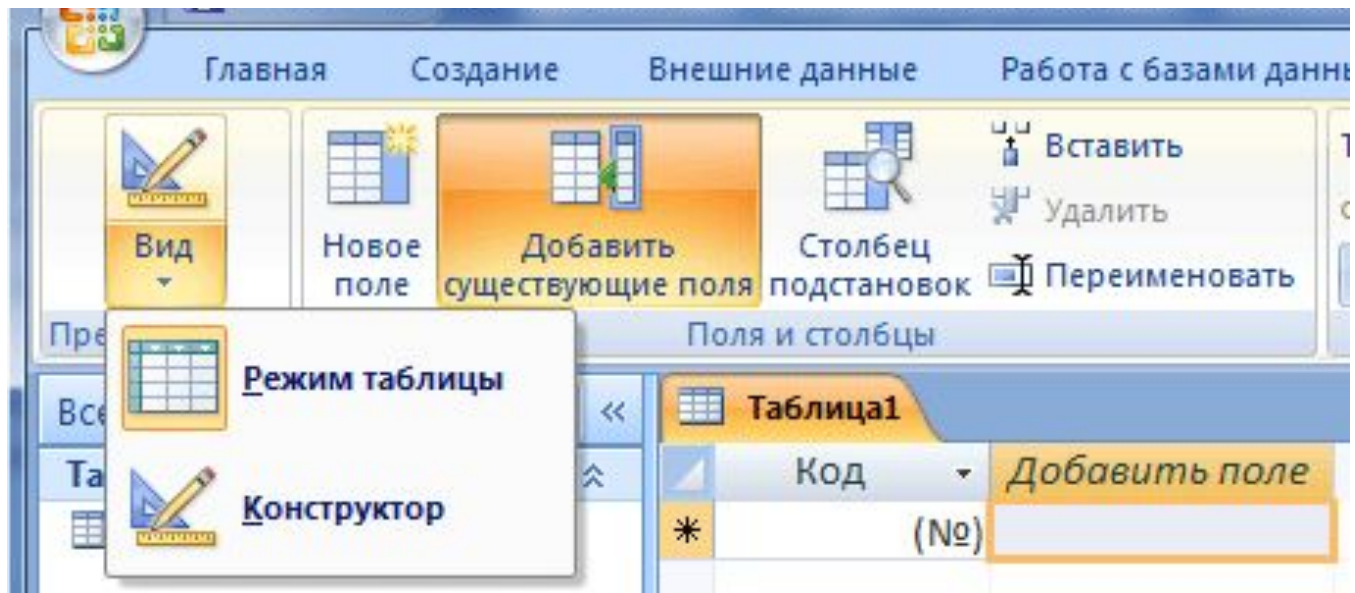 Главная Создание Внешние данные Работа с базами
Вид
Новое поле
Добавить существующие поля
Столбец подстановок
Вставить
Удалить
Переименовать
Поля и столбцы
Режим таблицы
Конструктор
«
Таблица1
Код Добавить поле
* (№)